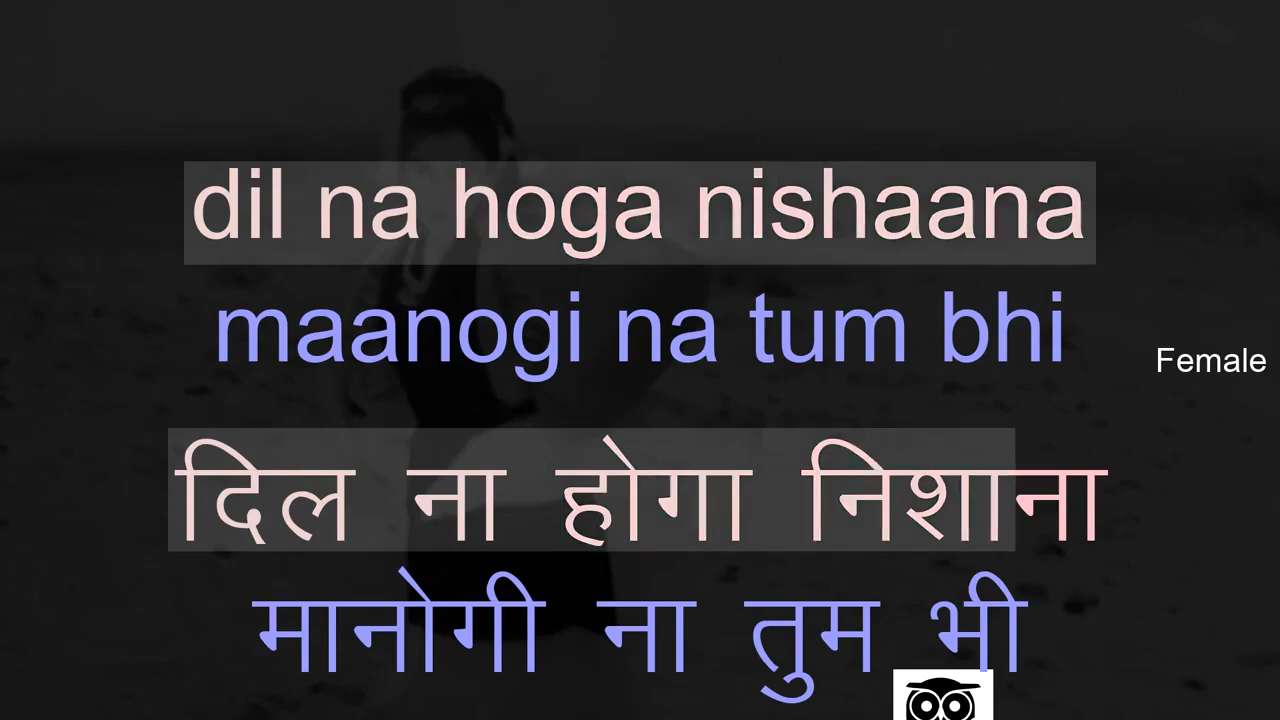 dil na hoga nishaana
maanogi na tum bhi
Female
दिल ना होगा निशाना
मानोगी ना तुम भी